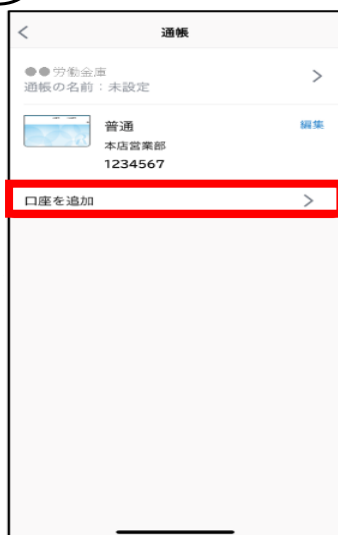 通帳
●●労働金庫
通帳の名前：未設定
普通
編集
本店営業部
1234567
口座を追加